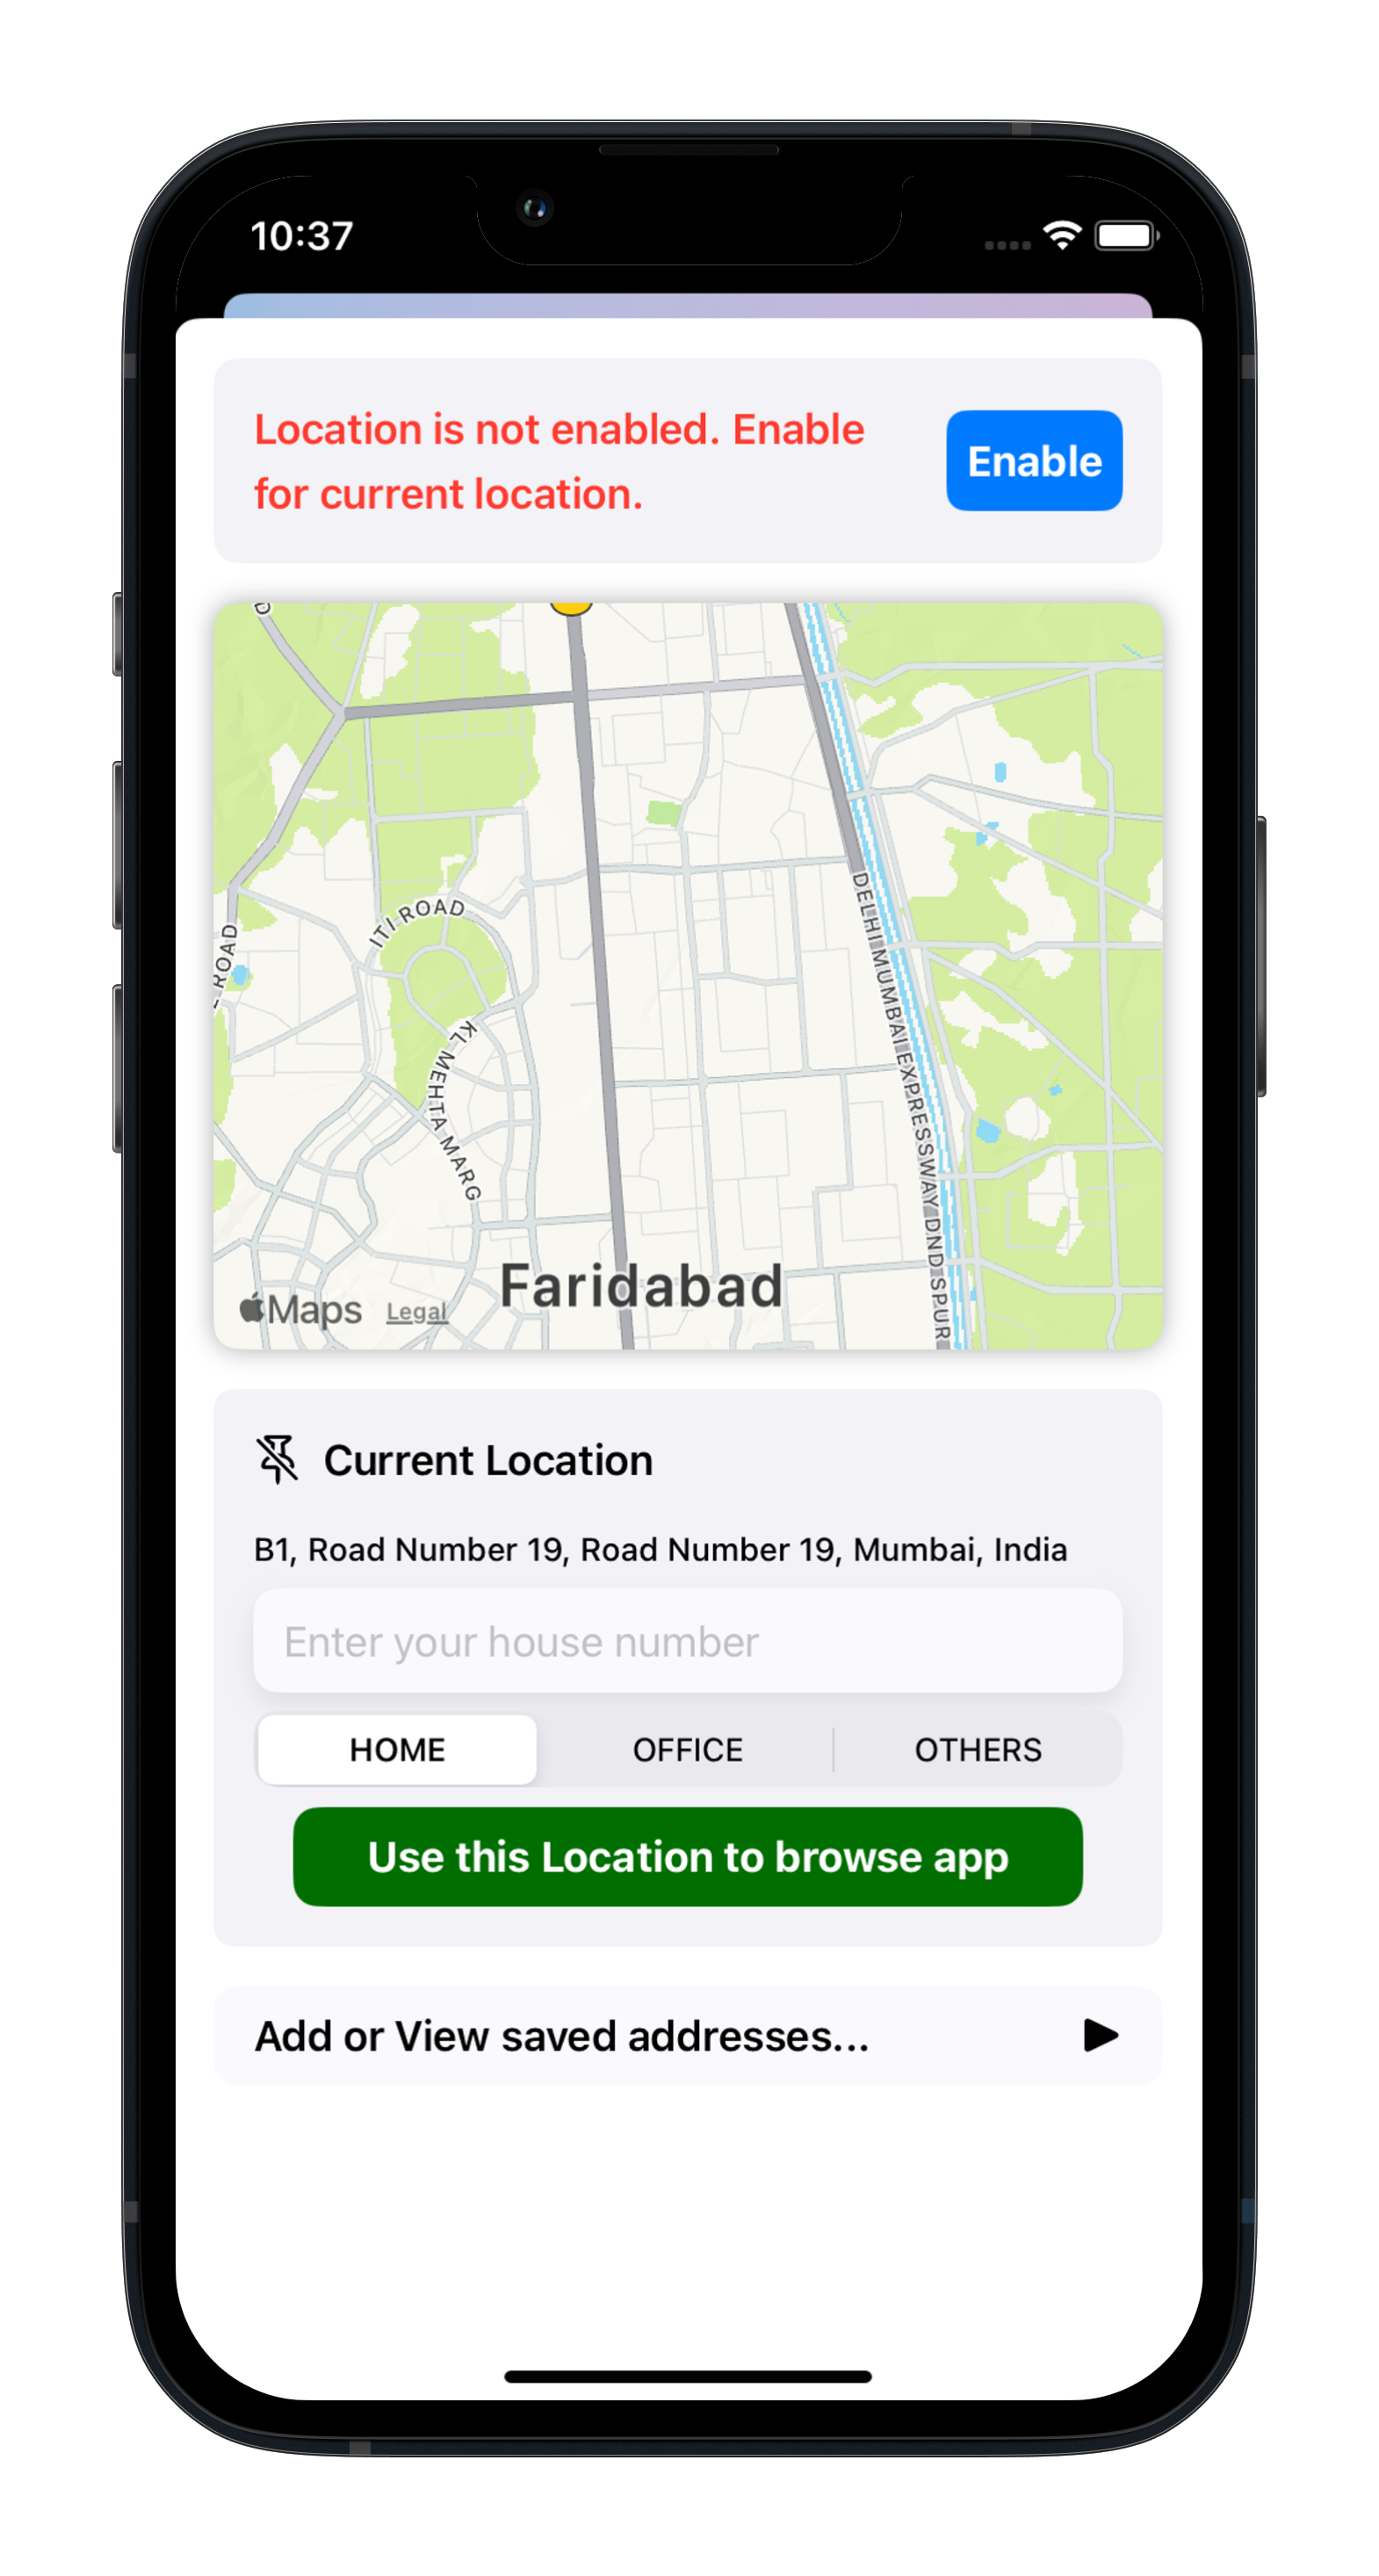 10:37
Location is not enabled. Enable
for current location.
Enable
ITI ROAD
ROAD
KL MEHTA MARG
DELHI MUMBAI EXPRESSWAY DND SPUR
Faridabad
Maps Legal
Current Location
B1, Road Number 19, Road Number 19, Mumbai, India
Enter your house number
HOME OFFICE OTHERS
Use this Location to browse app
Add or View saved addresses...